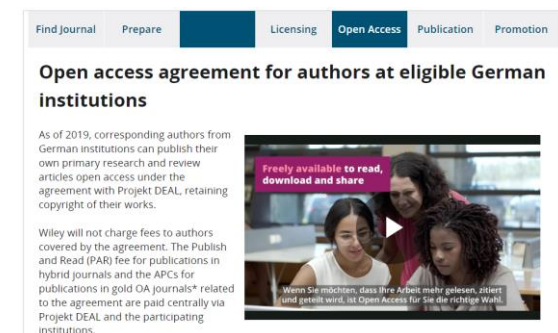 Find Journal Prepare Licensing Open Access Publication Promotion
Open access agreement for authors at eligible German
institutions
As of 2019, corresponding authors from
German institutions can publish their
own primary research and review
articles open access under the
agreement with Projekt DEAL, retaining
copyright of their works.
Wiley will not charge fees to authors
covered by the agreement. The Publish
and Read (PAR) fee for publications in
hybrid journals and the APCs for
publications in gold OA journals* related
to the agreement are paid centrally via
Projekt DEAL and the participating
institutions.
Freely available to read,
download and share
Wenn Sie möchten, dass Ihre Arbeit mehr gelesen, zitiert
und geteilt wird, ist Open Access für Sie die richtige Wahl.